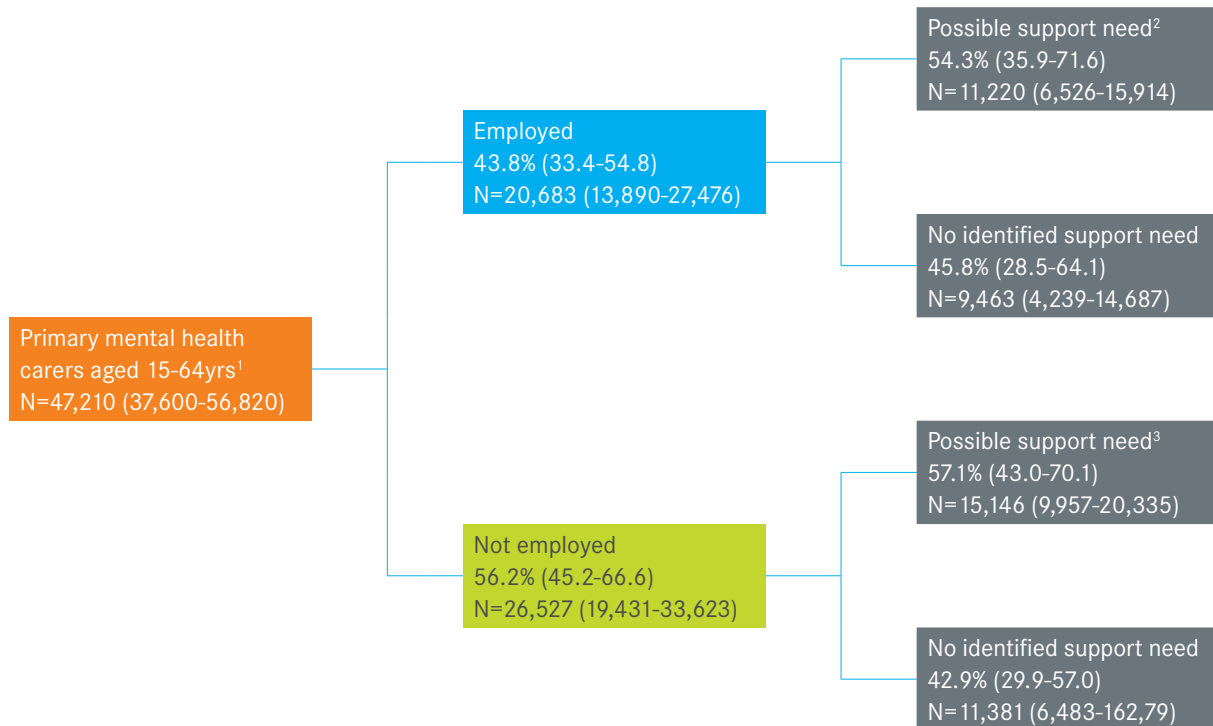 Primary mental health
carers aged 15-64yrs¹
N=47,210 (37,600-56,820)
Employed
43.8% (33.4-54.8)
N=20,683 (13,890-27,476)
Possible support need²
54.3% (35.9-71.6)
N=11,220 (6,526-15,914)
No identified support need
45.8% (28.5-64.1)
N=9,463 (4,239-14,687)
Not employed
56.2% (45.2-66.6)
N=26,527 (19,431-33,623)
Possible support need³
57.1% (43.0-70.1)
N=15,146 (9,957-20,335)
No identified support need
42.9% (29.9-57.0)
N=11,381 (6,483-162,79)